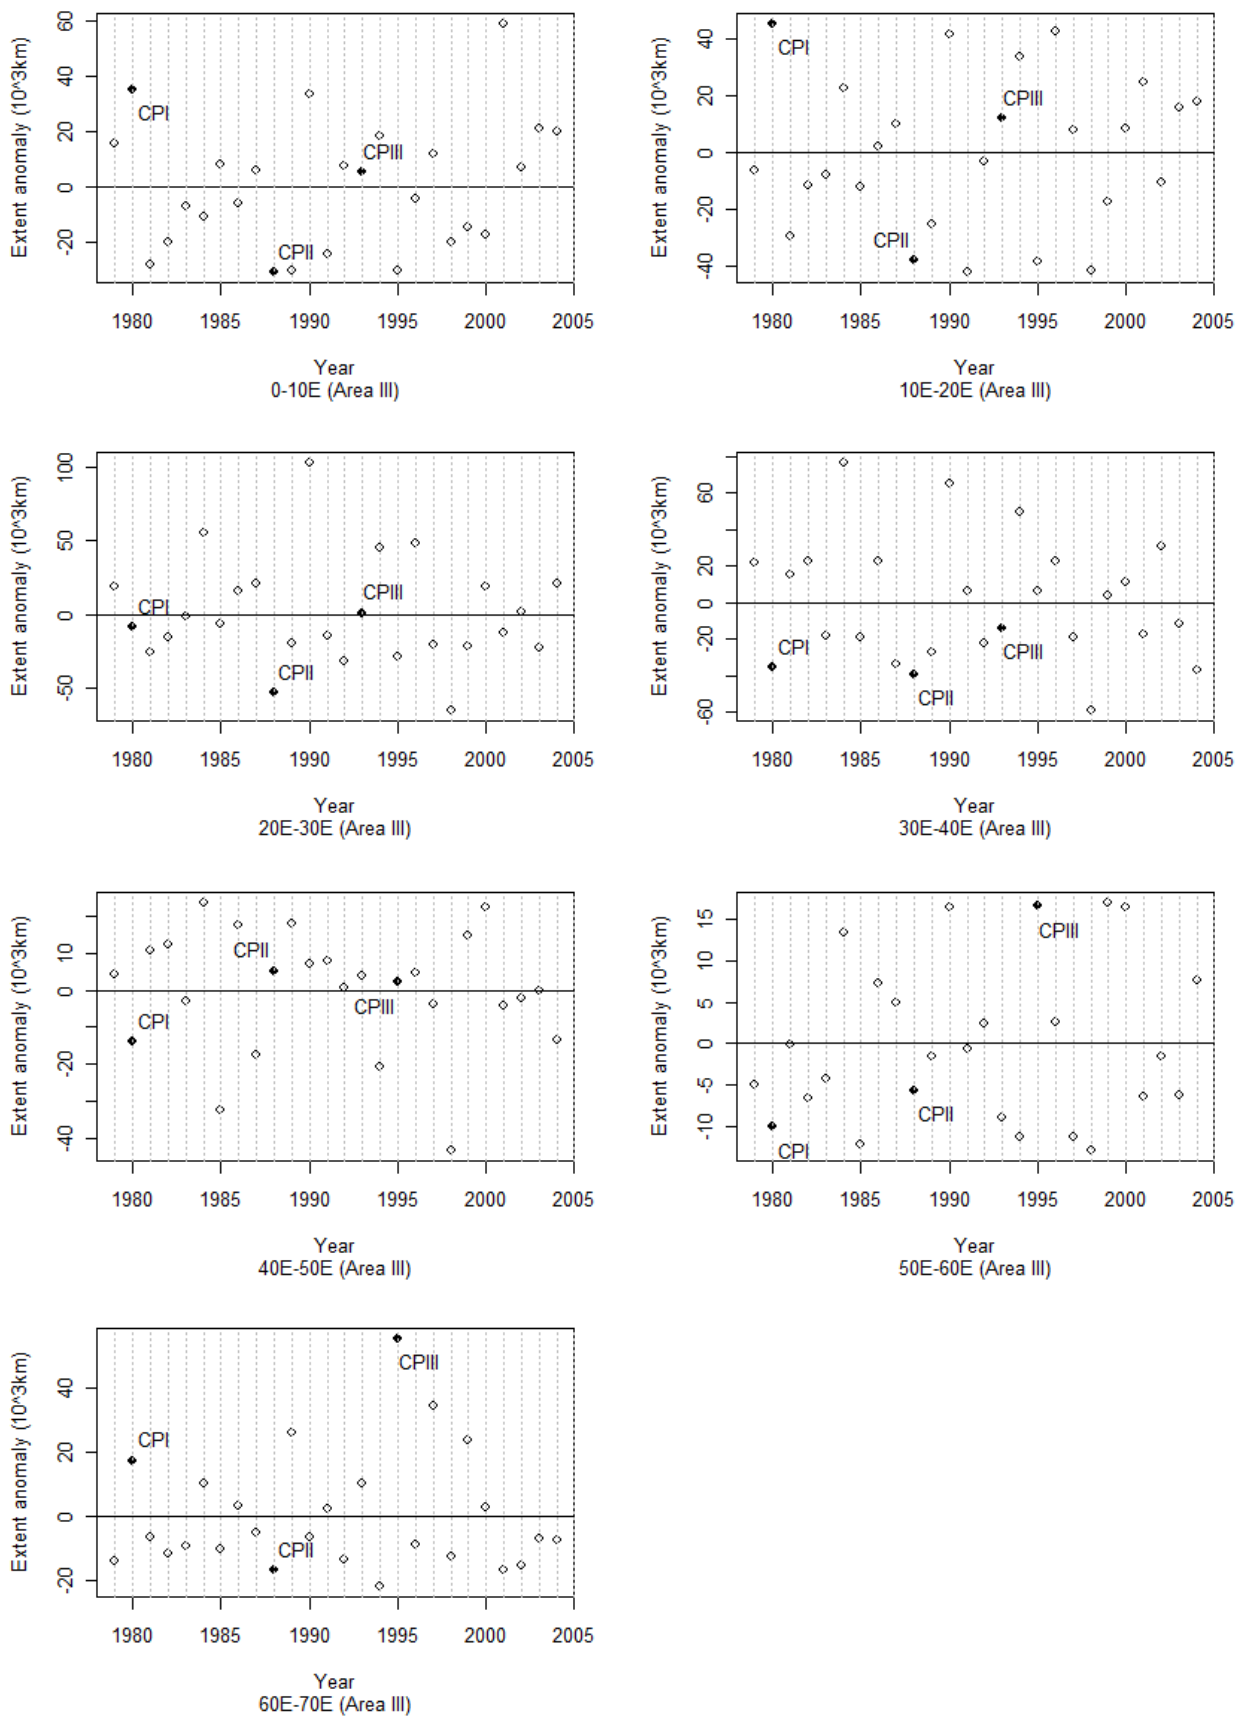 Extent anomaly (10^3km)
60
40
20
0
-20
CPI
CPII
CPIII
1980 1985 1990 1995 2000 2005
Year
0-10E (Area III)
Extent anomaly (10^3km)
40
20
0
-20
-40
CPI
CPII
CPIII
1980 1985 1990 1995 2000 2005
Year
10E-20E (Area III)
Extent anomaly (10^3km)
100
50
0
-50
CPI
CPII
CPIII
1980 1985 1990 1995 2000 2005
Year
20E-30E (Area III)
Extent anomaly (10^3km)
60
20
0
-20
-60
CPI
CPII
CPIII
1980 1985 1990 1995 2000 2005
Year
30E-40E (Area III)
Extent anomaly (10^3km)
10
0
-20
-40
CPI
CPII
CPIII
1980 1985 1990 1995 2000 2005
Year
40E-50E (Area III)
Extent anomaly (10^3km)
15
10
5
0
-5
-10
CPI
CPII
CPIII
1980 1985 1990 1995 2000 2005
Year
50E-60E (Area III)
Extent anomaly (10^3km)
40
20
0
-20
CPI
CPII
CPIII
1980 1985 1990 1995 2000 2005
Year
60E-70E (Area III)